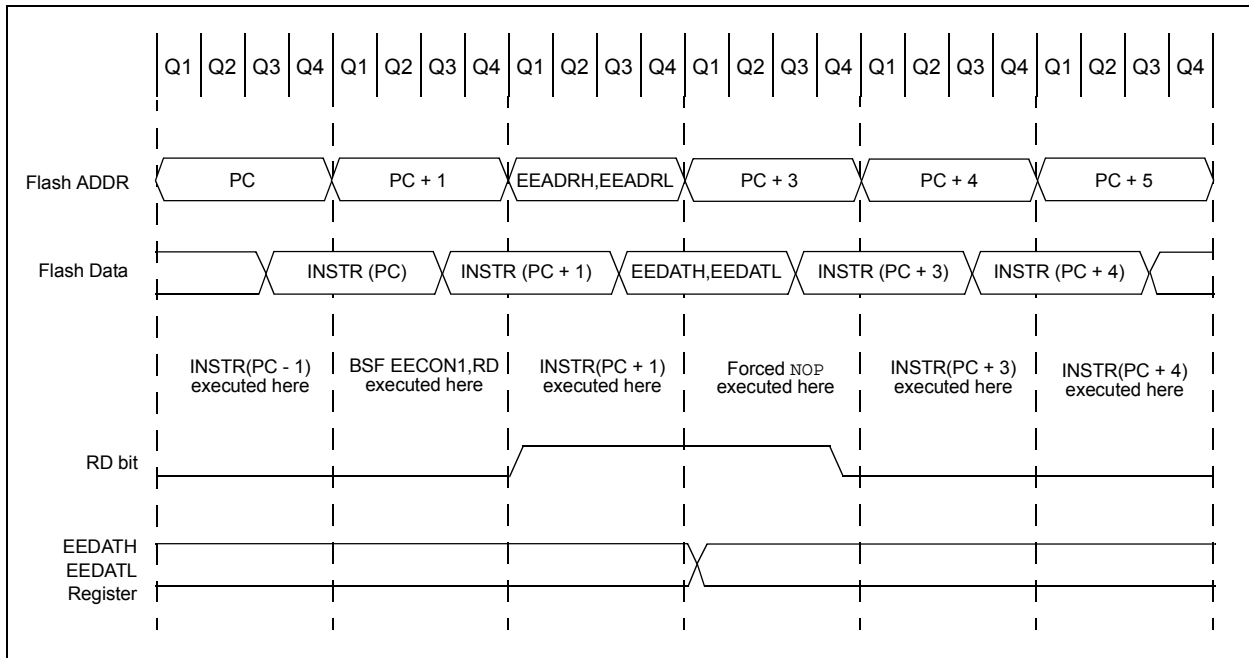 Q1 Q2 Q3 Q4 Q1 Q2 Q3 Q4 Q1 Q2 Q3 Q4 Q1 Q2 Q3 Q4 Q1 Q2 Q3 Q4 Q1 Q2 Q3 Q4
Flash ADDR PC PC + 1 EEADRH,EEADRL PC + 3 PC + 4 PC + 5
Flash Data INSTR (PC) INSTR (PC + 1) EEDATH,EEDATL INSTR (PC + 3) INSTR (PC + 4)
INSTR(PC - 1) BSF EECON1,RD INSTR(PC + 1) Forced NOP INSTR(PC + 3) INSTR(PC + 4)
executed here executed here executed here executed here executed here executed here
RD bit
EEDATH
EEDATL
Register